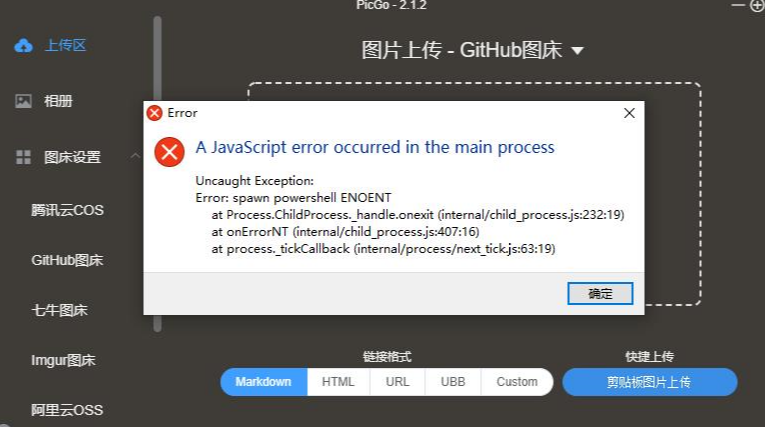 PicGo - 2.1.2
上传区
图片上传 - GitHub图床
相册
图床设置
腾讯云COS
GitHub图床
七牛图床
Imgur图床
阿里云OSS
Error
A JavaScript error occurred in the main process
Uncaught Exception:
Error: spawn powershell ENOENT
at Process.ChildProcess._handle.onexit (internal/child_process.js:232:19)
at onErrorNT (internal/child_process.js:407:16)
at process._tickCallback (internal/process/next_tick.js:63:19)
确定
链接格式
快捷上传
Markdown HTML URL UBB Custom
剪贴板图片上传